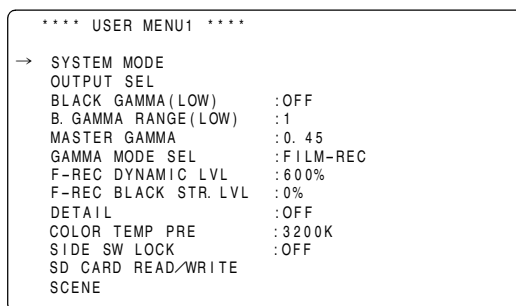 **** USER MENU1 ****
→ SYSTEM MODE
OUTPUT SEL
BLACK GAMMA(LOW) :OFF
B. GAMMA RANGE(LOW) :1
MASTER GAMMA :0. 45
GAMMA MODE SEL :FILM-REC
F-REC DYNAMIC LVL :600%
F-REC BLACK STR. LVL :0%
DETAIL :OFF
COLOR TEMP PRE :3200K
SIDE SW LOCK :OFF
SD CARD READ/WRITE
SCENE